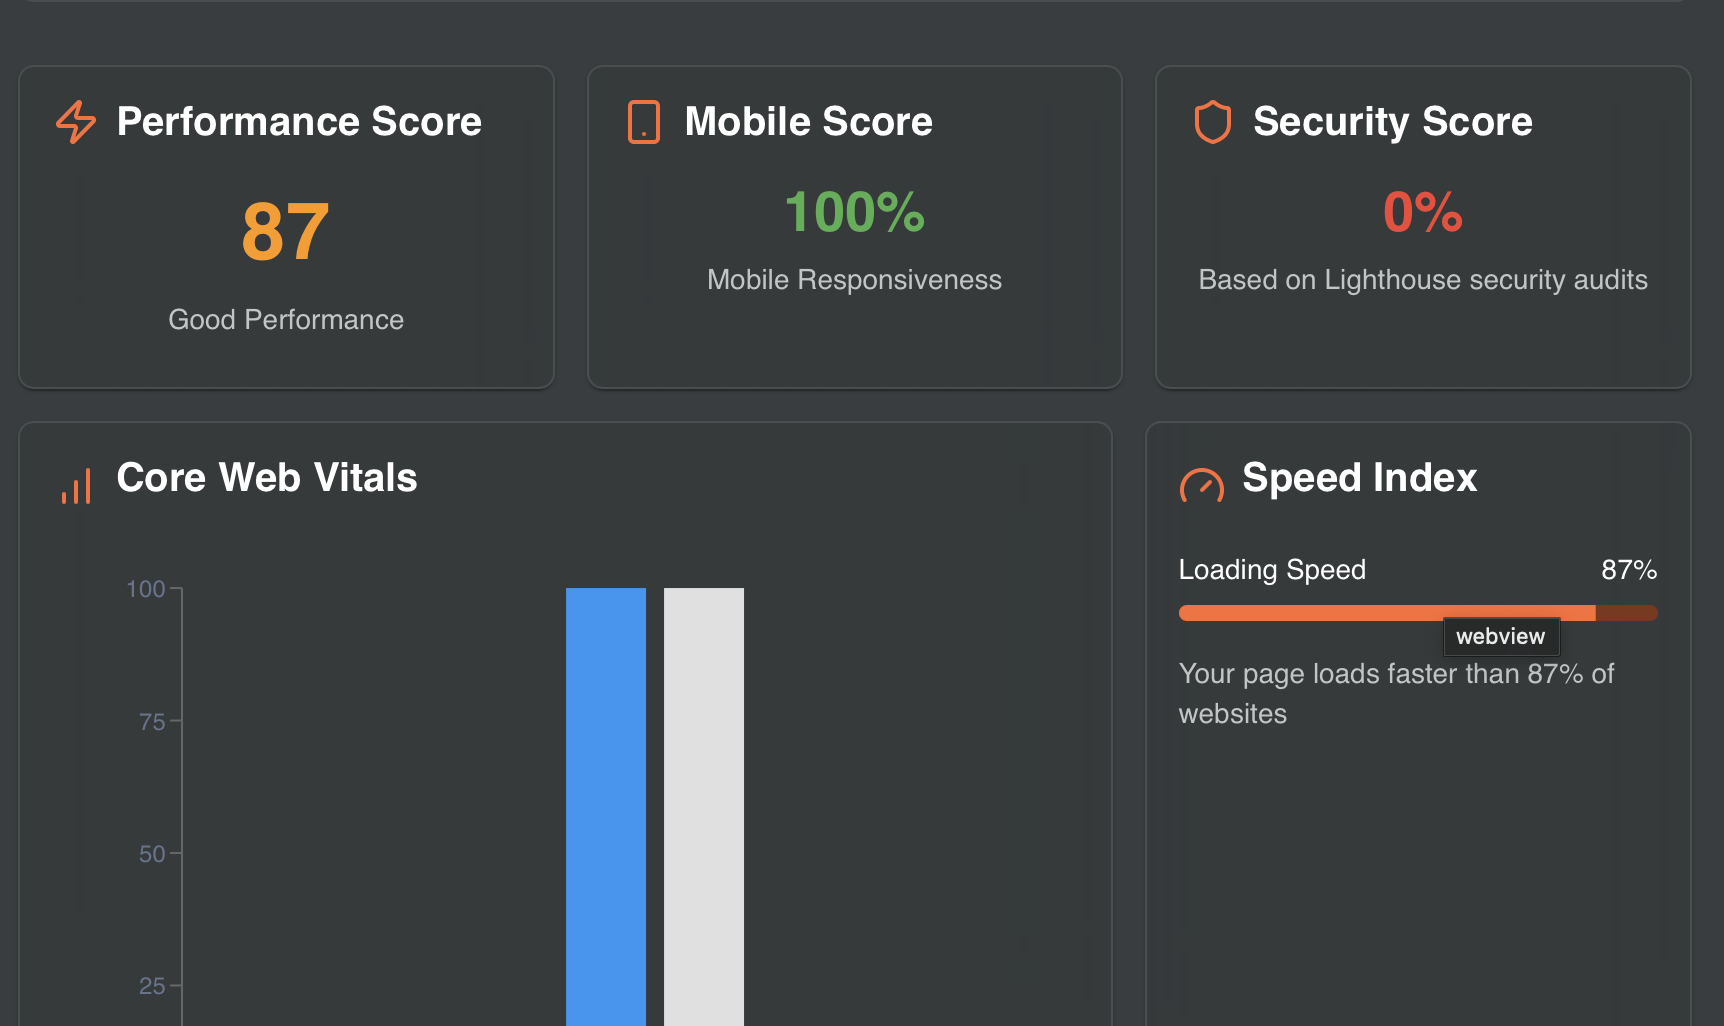 Performance Score
87
Good Performance
Mobile Score
100%
Mobile Responsiveness
Security Score
0%
Based on Lighthouse security audits
Core Web Vitals
100
75
50
25
Speed Index
Loading Speed 87%
webview
Your page loads faster than 87% of
websites